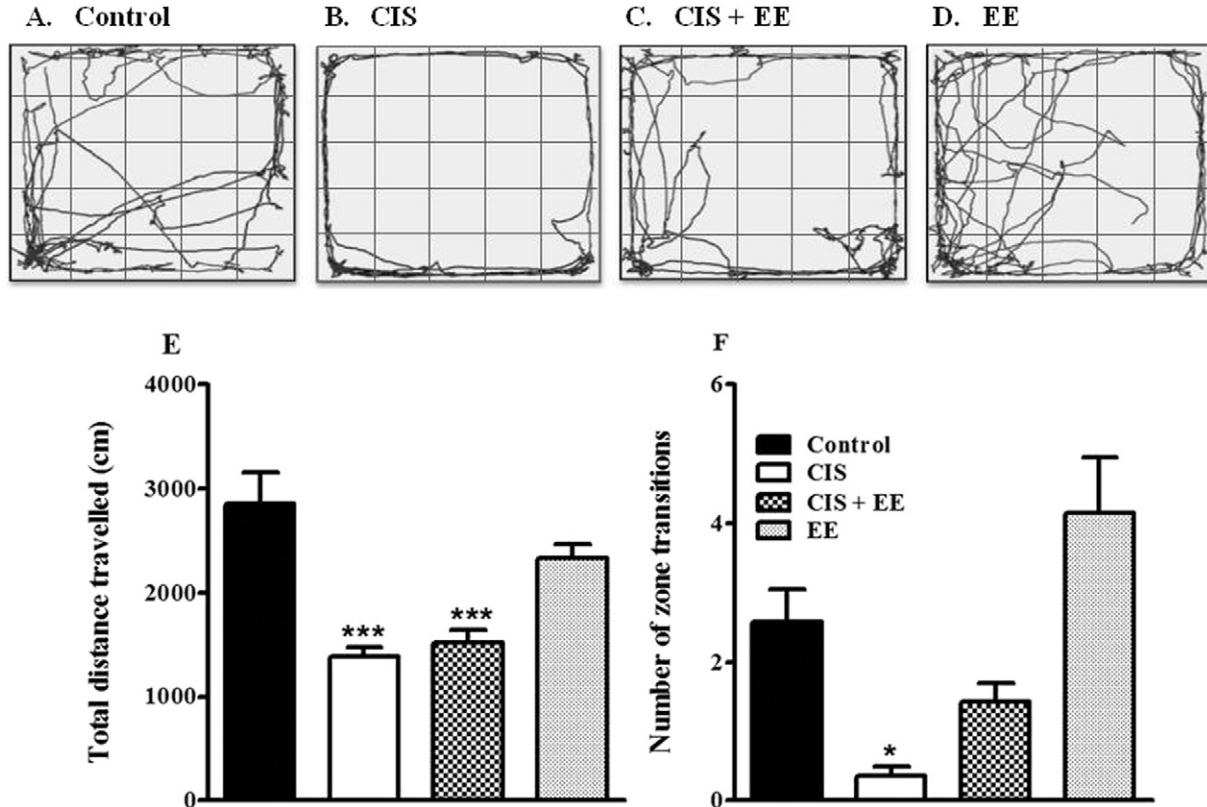 A. Control B. CIS C. CIS + EE D. EE
E
Total distance travelled (cm)
4000
3000
2000
1000
0
***
***
F
Number of zone transitions
6
4
2
0
Control
CIS
CIS + EE
EE
*